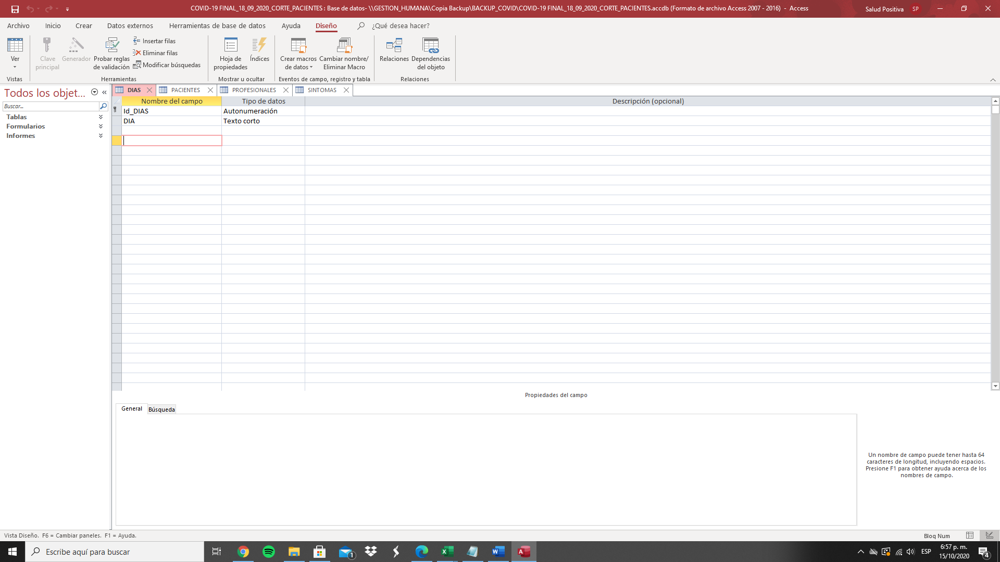 COVID-19 FINAL_18_09_2020_CORTE_PACIENTES : Base de datos- \\GESTION_HUMANA\Copia Backup\BACKUP_COVID\COVID-19 FINAL_18_09_2020_CORTE_PACIENTES.accdb (Formato de archivo Access 2007 - 2016) - Access
Salud Positiva SP
Archivo Inicio Crear Datos externos Herramientas de base de datos Ayuda Diseño ¿Qué desea hacer?
Ver
Clave principal
Generador
Probar reglas de validación
Insertar filas
Eliminar filas
Modificar búsquedas
Hoja de propiedades
Índices
Crear macros de datos
Cambiar nombre/ Eliminar Macro
Relaciones
Dependencias del objeto
Vistas Herramientas Mostrar u ocultar Eventos de campo, registro y tabla Relaciones
Todos los objet...
Buscar...
Tablas
Formularios
Informes
DIAS PACIENTES PROFESIONALES SINTOMAS
Nombre del campo Tipo de datos Descripción (opcional)
Id_DIAS Autonumeración
DIA Texto corto
Propiedades del campo
General Búsqueda
Un nombre de campo puede tener hasta 64
caracteres de longitud, incluyendo espacios.
Presione F1 para obtener ayuda acerca de los
nombres de campo.
Vista Diseño. F6 = Cambiar paneles. F1 = Ayuda.
Bloq Num
Escribe aquí para buscar
1
ESP
6:57 p. m.
15/10/2020
4